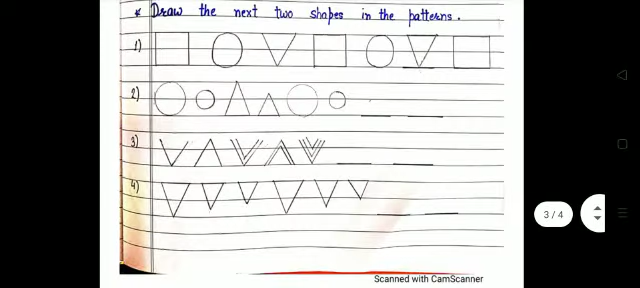 * Draw the next two shapes in the patterns.
1)
2)
3)
4)
3 / 4
Scanned with CamScanner